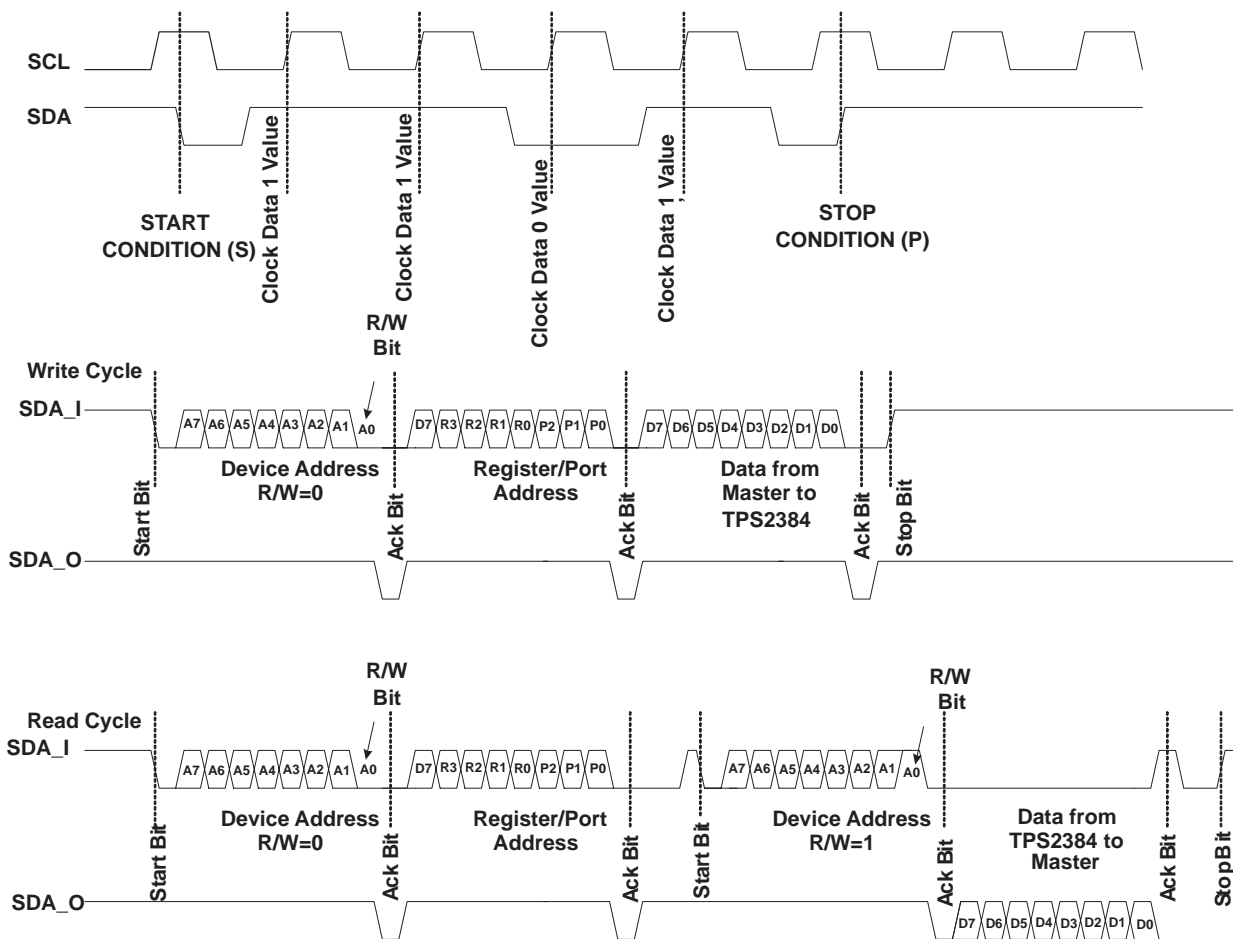 SCL
SDA
START
CONDITION (S)
Clock Data 1 Value
Clock Data 1 Value
Clock Data 0 Value
Clock Data 1 Value ,
STOP
CONDITION (P)
R/W
Bit
Write Cycle
SDA_I
A7 A6 A5 A4 A3 A2 A1 A0
D7 R3 R2 R1 R0 P2 P1 P0
D7 D6 D5 D4 D3 D2 D1 D0
Device Address
R/W=0
Register/Port
Address
Data from
Master to
TPS2384
Start Bit
Ack Bit
Ack Bit
Ack Bit
Stop Bit
SDA_O
R/W
Bit
R/W
Bit
Read Cycle
SDA_I
A7 A6 A5 A4 A3 A2 A1 A0
D7 R3 R2 R1 R0 P2 P1 P0
A7 A6 A5 A4 A3 A2 A1 A0
Device Address
R/W=0
Register/Port
Address
Device Address
R/W=1
Data from
TPS2384 to
Master
Start Bit
Ack Bit
Ack Bit
Start Bit
Ack Bit
Ack Bit
Stop Bit
SDA_O
D7 D6 D5 D4 D3 D2 D1 D0